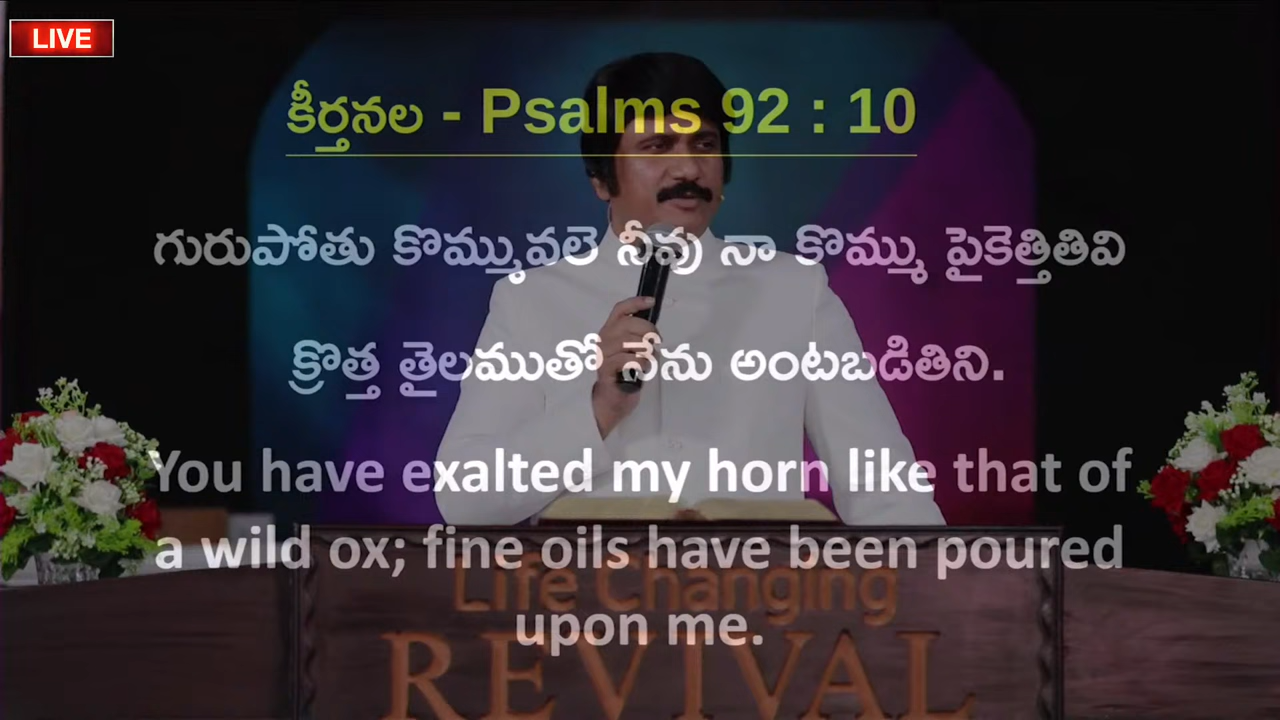 LIVE
కీర్తనల - Psalms 92 : 10
గురుపోతు కొమ్మువలె నీవు నా కొమ్ము పైకెత్తితివి
క్రొత్త తైలముతో నేను అంటబడితిని.
You have exalted my horn like that of
a wild ox; fine oils have been poured
upon me.
Life Changing
REVIVAL